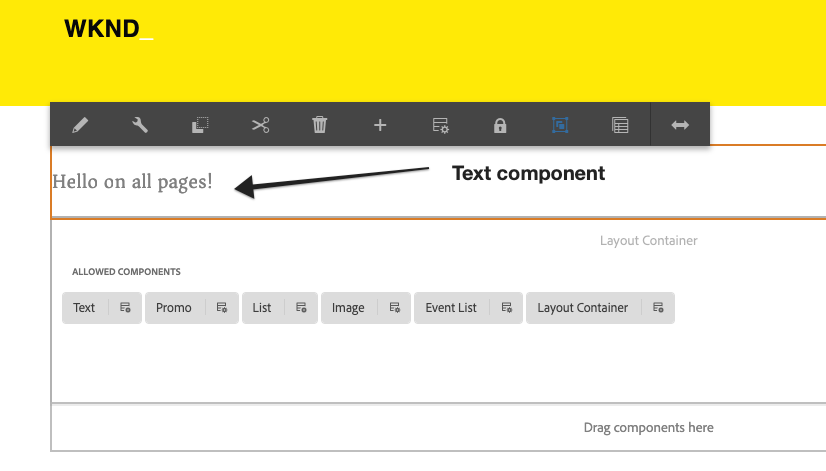 WKND_
Hello on all pages!
Text component
Layout Container
ALLOWED COMPONENTS
Text Promo List Image Event List Layout Container
Drag components here